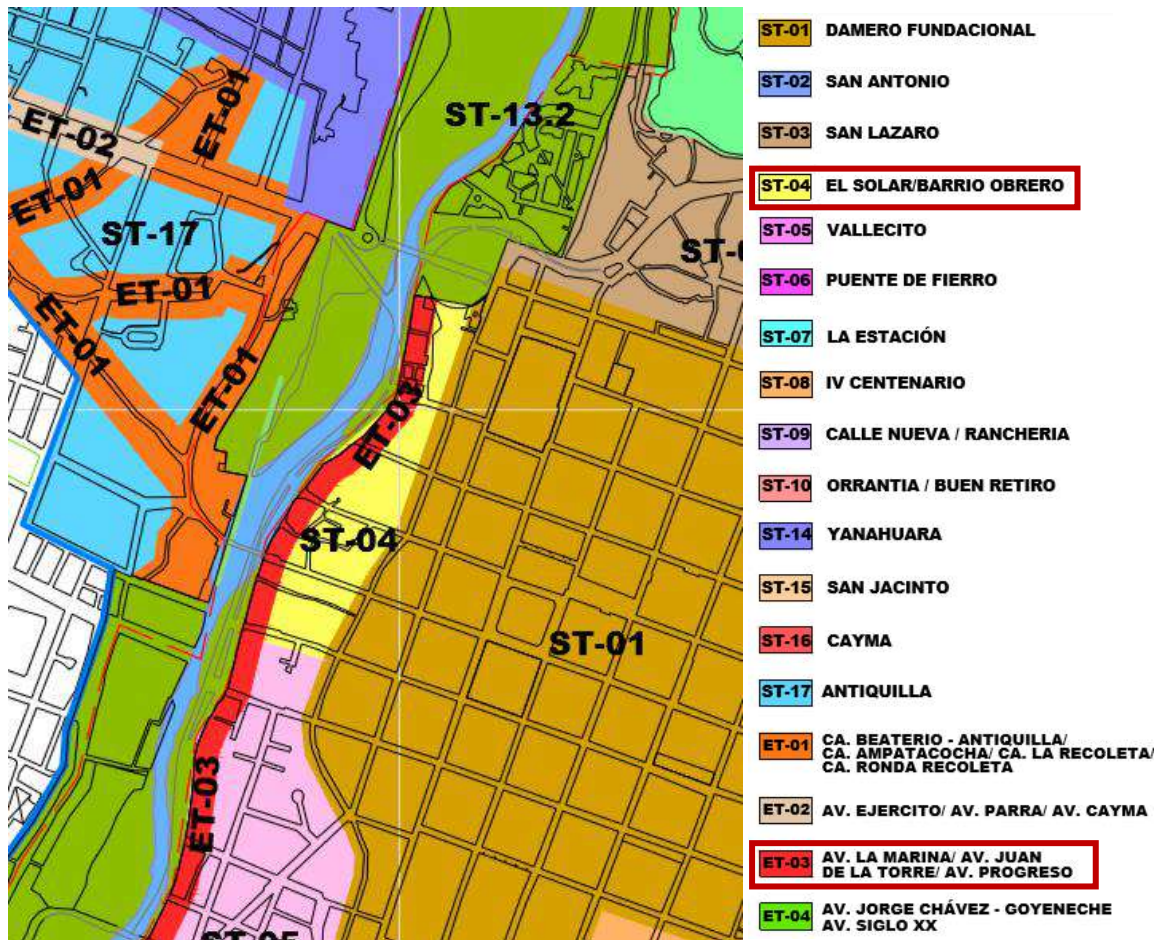 ET-01
ET-02
ET-01
ST-17
ET-01
ET-01
ET-01
ST-13.2
ET-03
ST-04
ST-01
ET-03
ST-05
ST-01 DAMERO FUNDACIONAL
ST-02 SAN ANTONIO
ST-03 SAN LAZARO
ST-04 EL SOLAR/BARRIO OBRERO
ST-05 VALLECITO
ST-06 PUENTE DE FIERRO
ST-07 LA ESTACIÓN
ST-08 IV CENTENARIO
ST-09 CALLE NUEVA / RANCHERIA
ST-10 ORRANTIA / BUEN RETIRO
ST-14 YANAHUARA
ST-15 SAN JACINTO
ST-16 CAYMA
ST-17 ANTIQUILLA
ET-01 CA. BEATERIO - ANTIQUILLA/
CA. AMPATACOCHA/ CA. LA RECOLETA/
CA. RONDA RECOLETA
ET-02 AV. EJERCITO/ AV. PARRA/ AV. CAYMA
ET-03 AV. LA MARINA/ AV. JUAN
DE LA TORRE/ AV. PROGRESO
ET-04 AV. JORGE CHÁVEZ - GOYENECHE
AV. SIGLO XX